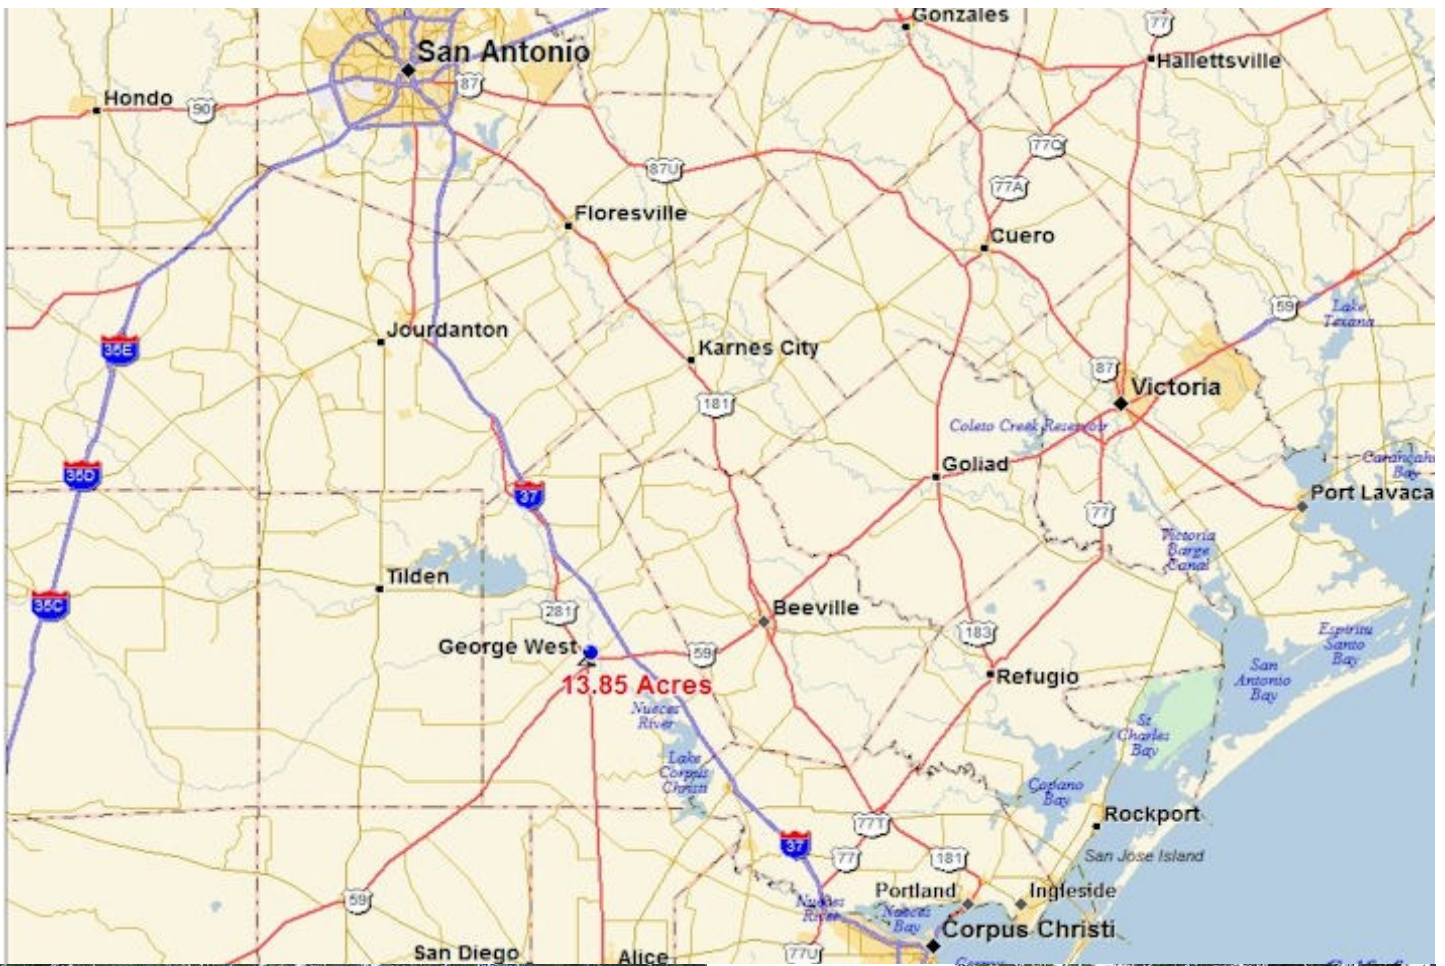 Gonzales
77
San Antonio
Hallettsville
87
Hondo
90
77Q
87U
77A
Floresville
Cuero
59
Lake
Texana
Jourdanton
35E
Karnes City
87
Victoria
181
Coleto Creek Reservoir
Goliad
Carancahua
Bay
35D
37
Port Lavaca
77
Victoria
Barge
Canal
Tilden
35C
281
Beeville
183
Espiritu
Santo
Bay
George West
59
San
Antonio
Bay
Refugio
13.85 Acres
Nueces
River
St
Charles
Bay
Lake
Corpus
Christi
Copano
Bay
Rockport
77T
37
77
181
San Jose Island
Portland
Ingleside
59
Nueces
River
Nueces
Bay
Corpus Christi
San Diego
Alice
77U
Corpus